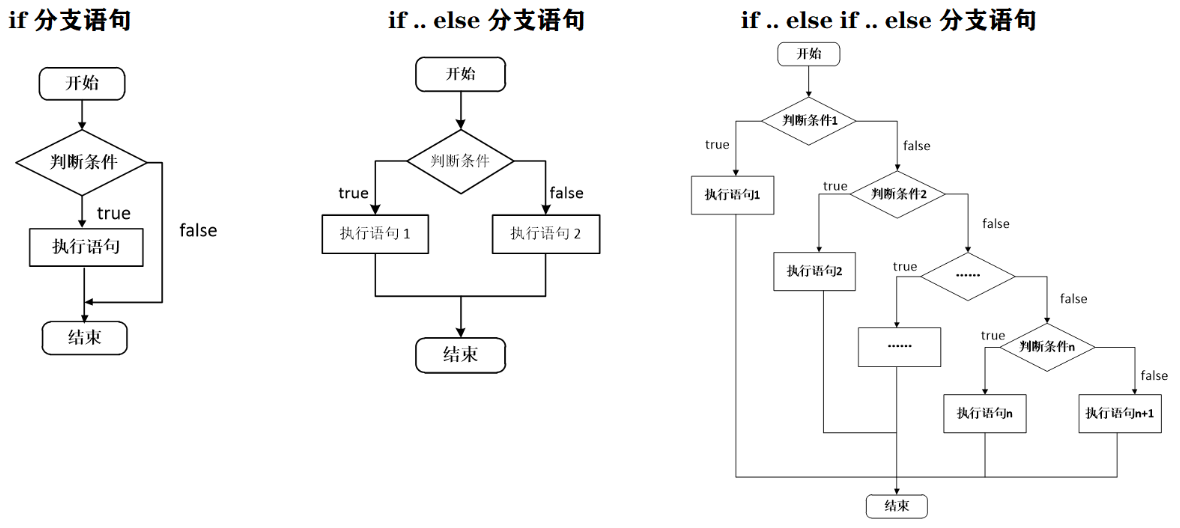 if 分支语句
开始
判断条件
true
false
执行语句
结束
if .. else 分支语句
开始
判断条件
true
false
执行语句 1
执行语句 2
结束
if .. else if .. else 分支语句
开始
判断条件1
true
false
执行语句1
true
判断条件2
false
执行语句2
true
······
false
······
true
判断条件n
false
执行语句n
执行语句n+1
结束